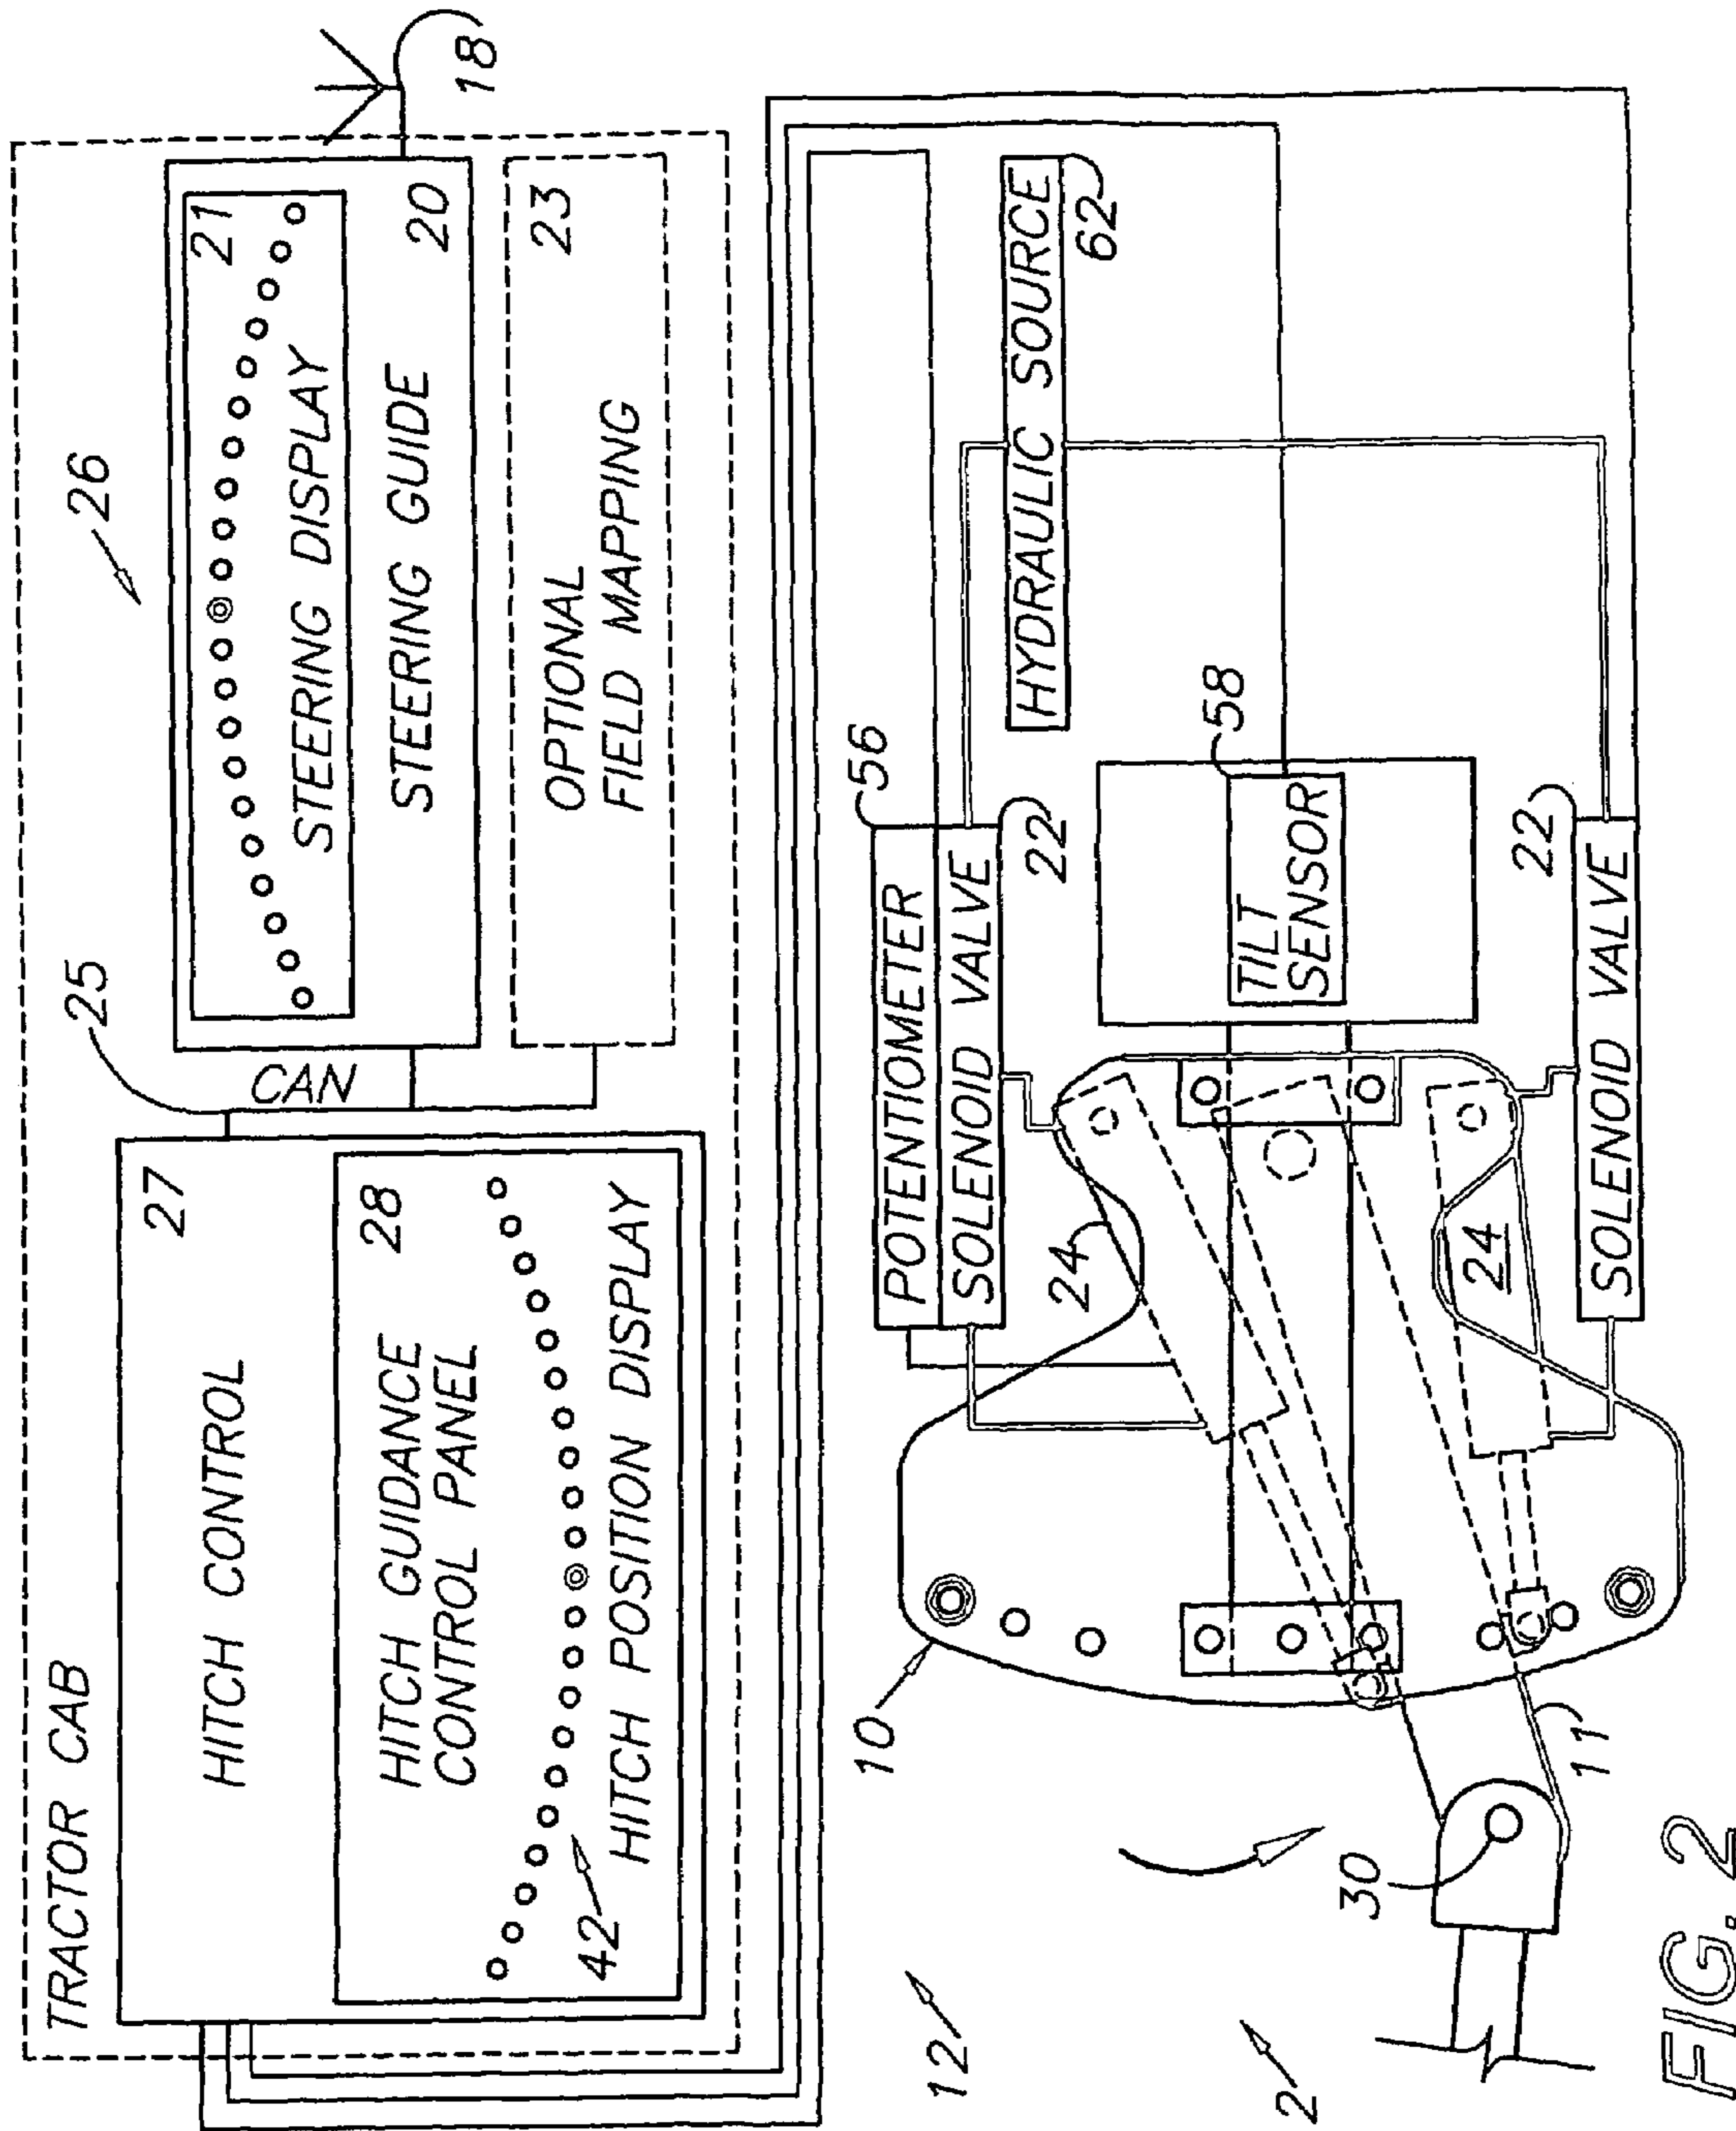 TRACTOR CAB
HITCH CONTROL
27
HITCH GUIDANCE
CONTROL PANEL
28
42
HITCH POSITION DISPLAY
25
CAN
26
21
STEERING DISPLAY
STEERING GUIDE
20
OPTIONAL
FIELD MAPPING
23
18
12
10
POTENTIOMETER
56
SOLENOID VALVE
22
HYDRAULIC SOURCE
62
24
TILT
SENSOR
58
2
30
11
24
SOLENOID VALVE
22
FIG. 2